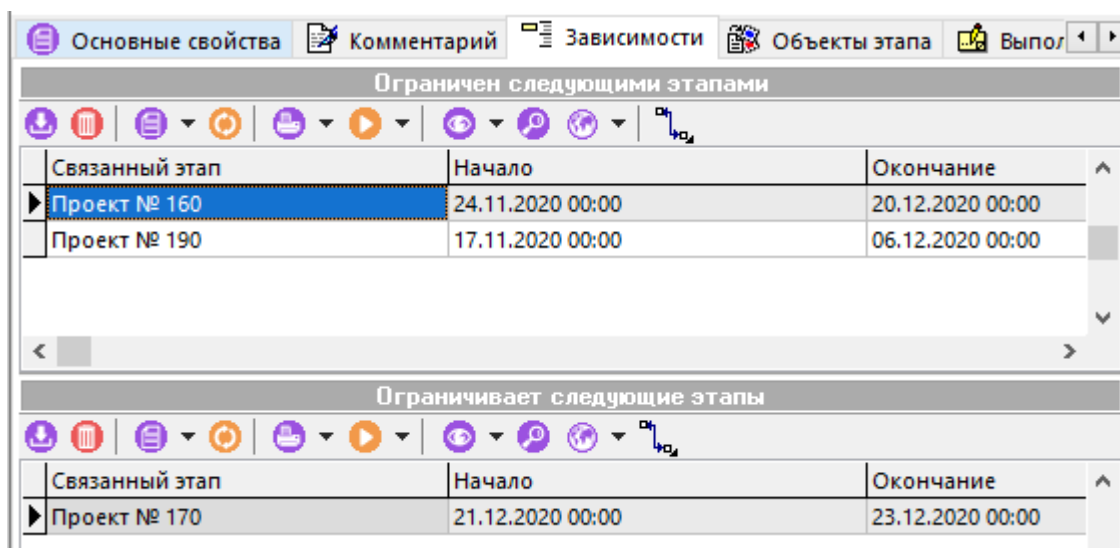 Основные свойства Комментарий Зависимости Объекты этапа Выпол
Ограничен следующими этапами
Связанный этап Начало Окончание
Проект № 160 24.11.2020 00:00 20.12.2020 00:00
Проект № 190 17.11.2020 00:00 06.12.2020 00:00
Ограничивает следующие этапы
Связанный этап Начало Окончание
Проект № 170 21.12.2020 00:00 23.12.2020 00:00